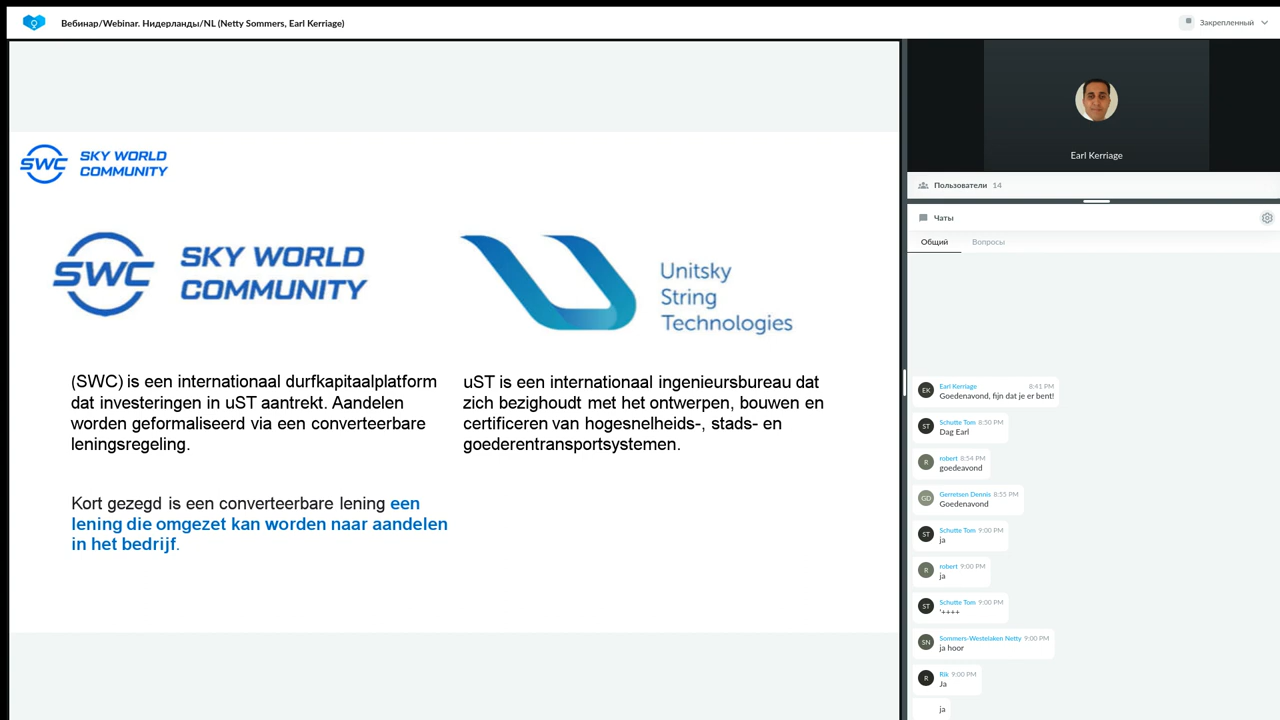 Вебинар/Webinar. Нидерланды/NL (Netty Sommers, Earl Kerriage)
Закрепленный
SWC SKY WORLD
COMMUNITY
SWC SKY WORLD
COMMUNITY
Unitsky
String
Technologies
(SWC) is een internationaal durfkapitaalplatform
dat investeringen in uST aantrekt. Aandelen
worden geformaliseerd via een converteerbare
leningsregeling.
Kort gezegd is een converteerbare lening een
lening die omgezet kan worden naar aandelen
in het bedrijf.
uST is een internationaal ingenieursbureau dat
zich bezighoudt met het ontwerpen, bouwen en
certificeren van hogesnelheids-, stads- en
goederentransportsystemen.
Earl Kerriage
Пользователи 14
Чаты
Общий Вопросы
EK Earl Kerriage 8:41 PM
Goedenavond, fijn dat je er bent!
ST Schutte Tom 8:50 PM
Dag Earl
R robert 8:54 PM
goedeavond
GD Gerretsen Dennis 8:55 PM
Goedenavond
ST Schutte Tom 9:00 PM
ja
R robert 9:00 PM
ja
ST Schutte Tom 9:00 PM
'++++
SN Sommers-Westelaken Netty 9:00 PM
ja hoor
R Rik 9:00 PM
Ja
ja